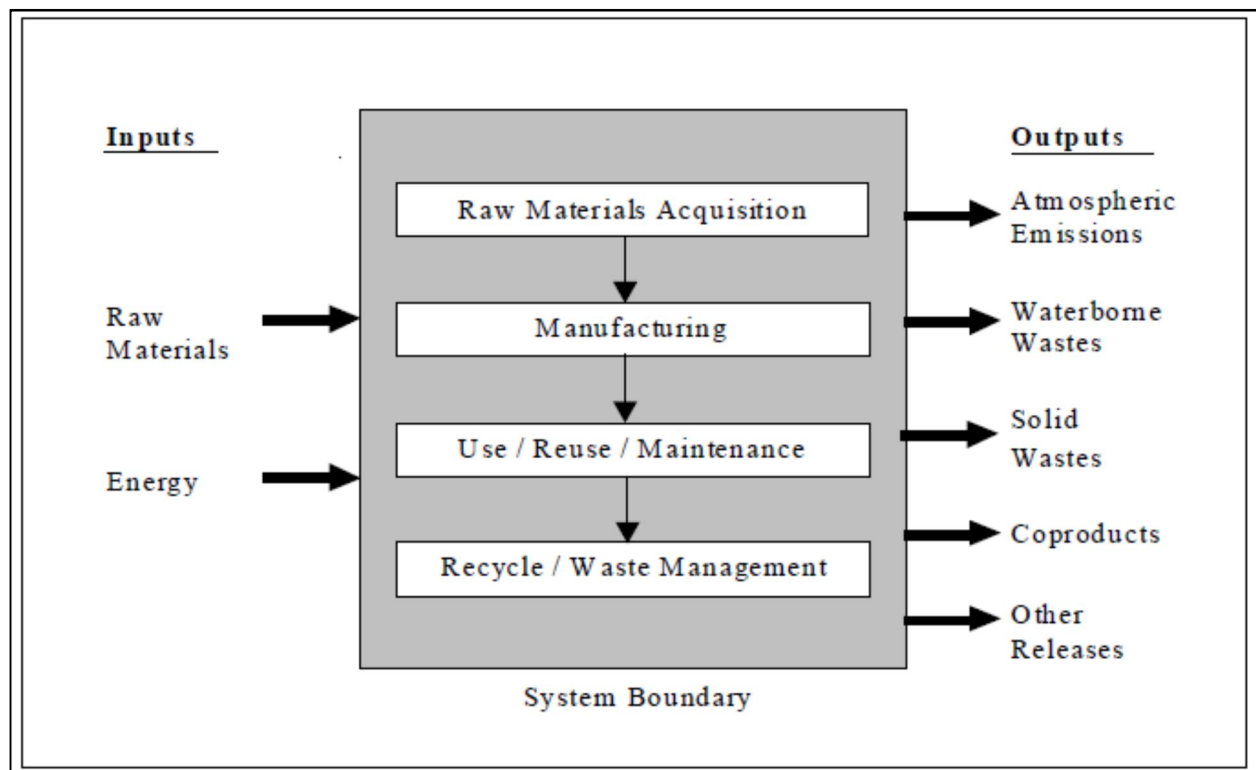 Inputs
Raw
Materials
Energy
Raw Materials Acquisition
Manufacturing
Use / Reuse / Maintenance
Recycle / Waste Management
System Boundary
Outputs
Atmospheric
Emissions
Waterborne
Wastes
Solid
Wastes
Coproducts
Other
Releases